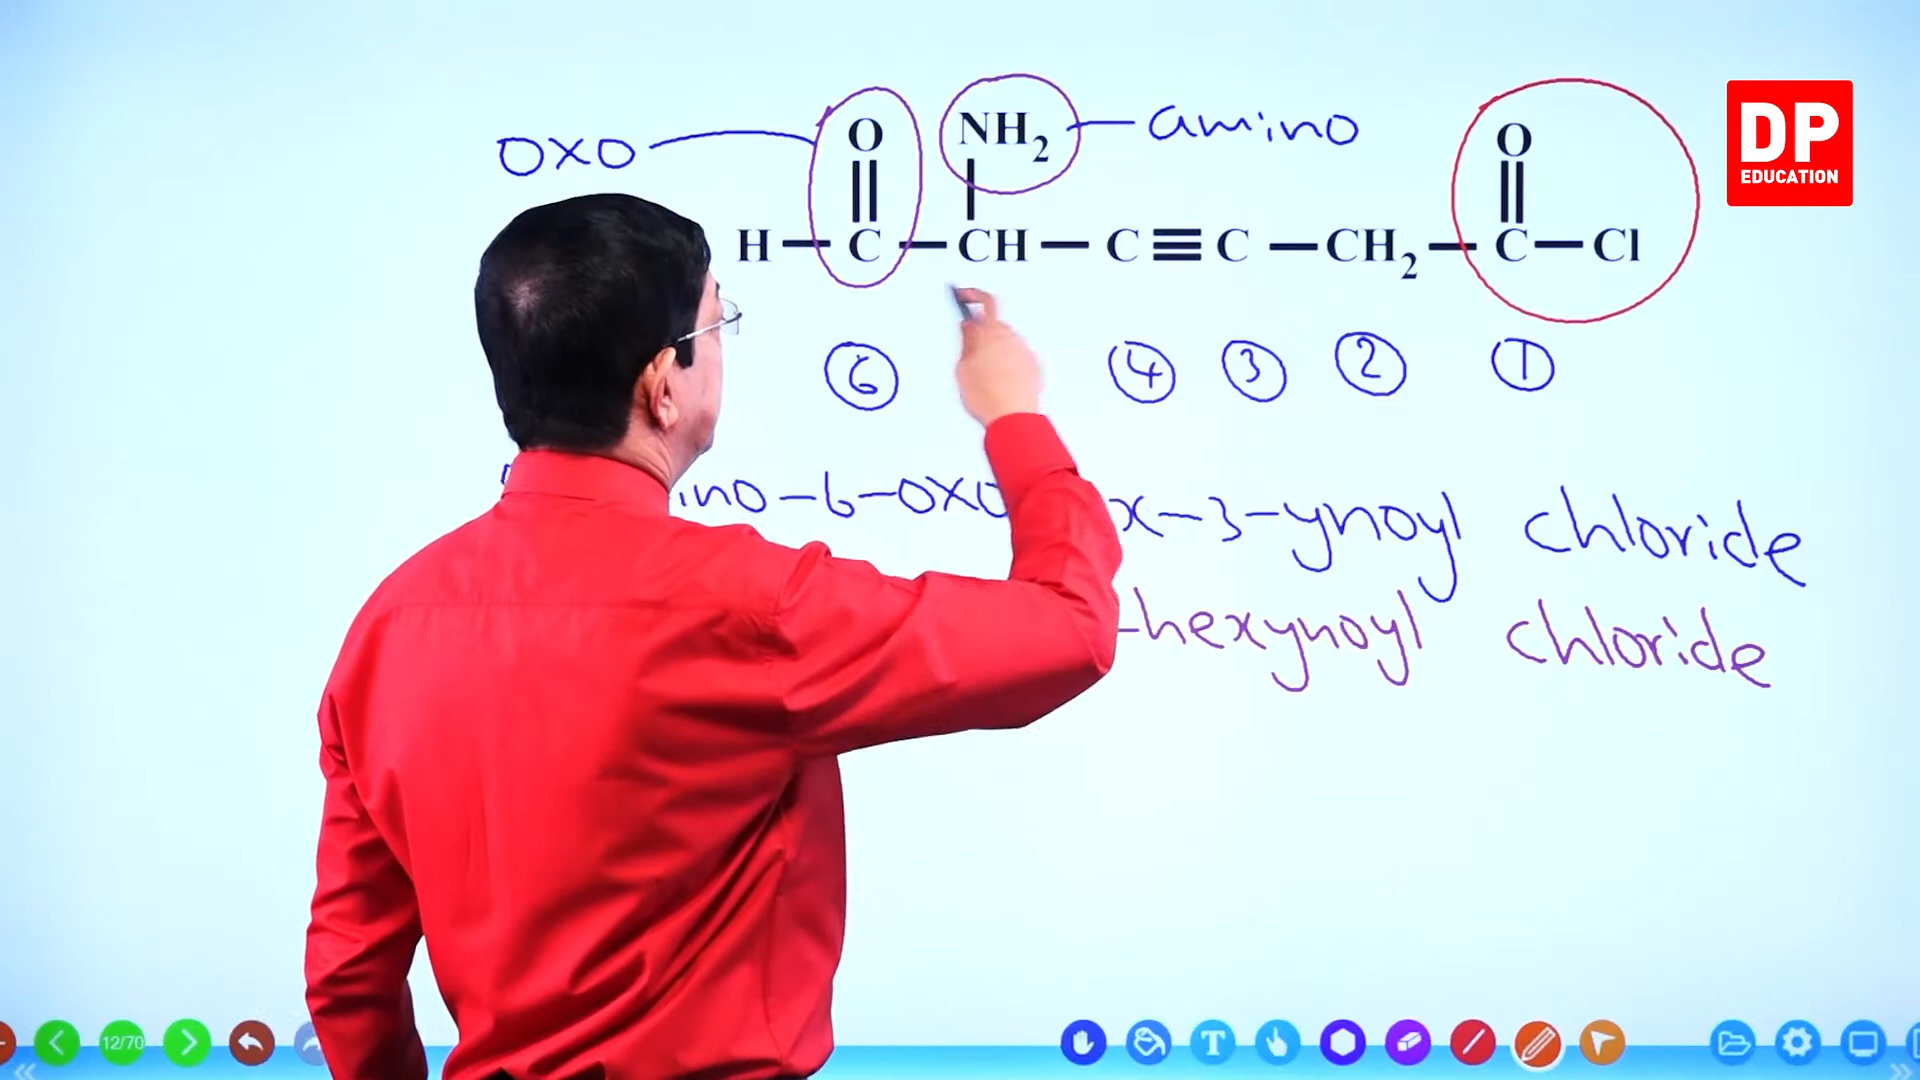 DP
EDUCATION
oxo
amino
O NH2 O
H — C — CH — C ≡ C — CH2 — C — Cl
6 4 3 2 1
ino-6-oxo x-3-ynoyl chloride
-hexynoyl chloride
12/70
T